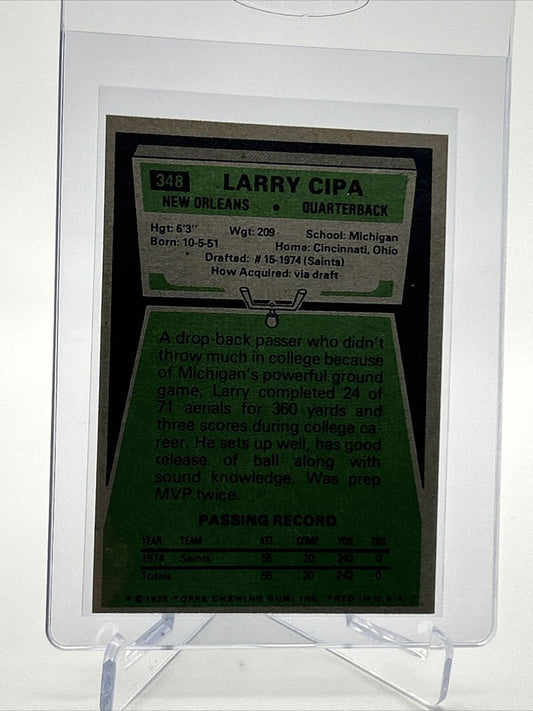 348 LARRY CIPA
NEW ORLEANS • QUARTERBACK
Hgt: 6'3" Wgt: 209 School: Michigan
Born: 10-5-51 Home: Cincinnati, Ohio
Drafted: # 15-1974 (Saints)
How Acquired: via draft
A drop-back passer who didn't
throw much in college because
of Michigan's powerful ground
game, Larry completed 24 of
71 aerials for 360 yards and
three scores during college ca-
reer. He sets up well, has good
release of ball along with
sound knowledge. Was prep
MVP twice.
PASSING RECORD
YEAR TEAM ATT. COMP. YDS. TDS.
1974 Saints 55 20 242 0
Totals 55 20 242 0
* © 1975 TOPPS CHEWING GUM, INC. PRTD IN U.S.A.